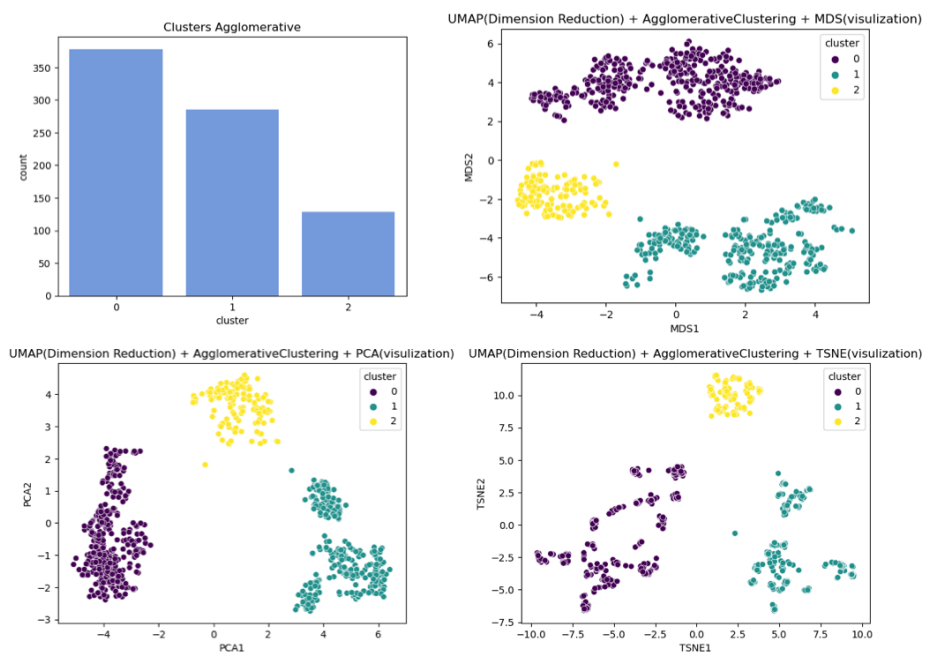 Clusters Agglomerative
350
300
250
200
150
100
50
0
count
0 1 2
cluster
UMAP(Dimension Reduction) + AgglomerativeClustering + MDS(visulization)
cluster
0
1
2
6
4
2
0
−2
−4
−6
MDS2
−4 −2 0 2 4
MDS1
UMAP(Dimension Reduction) + AgglomerativeClustering + PCA(visulization)
cluster
0
1
2
4
3
2
1
0
−1
−2
−3
PCA2
−4 −2 0 2 4 6
PCA1
UMAP(Dimension Reduction) + AgglomerativeClustering + TSNE(visulization)
cluster
0
1
2
10.0
7.5
5.0
2.5
0.0
−2.5
−5.0
−7.5
TSNE2
−10.0 −7.5 −5.0 −2.5 0.0 2.5 5.0 7.5 10.0
TSNE1